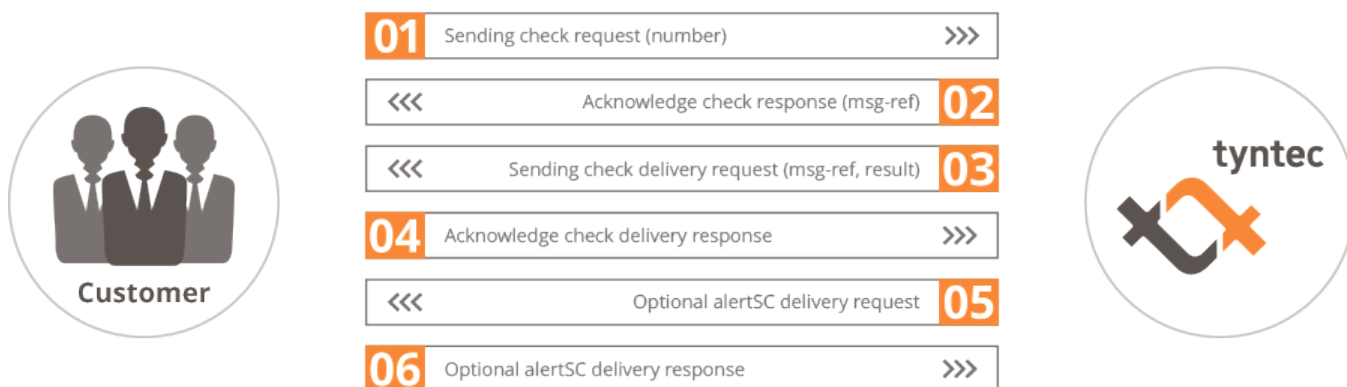 01 Sending check request (number) >>>
<<< Acknowledge check response (msg-ref) 02
<<< Sending check delivery request (msg-ref, result) 03
04 Acknowledge check delivery response >>>
<<< Optional alertSC delivery request 05
06 Optional alertSC delivery response >>>
Customer
tyntec